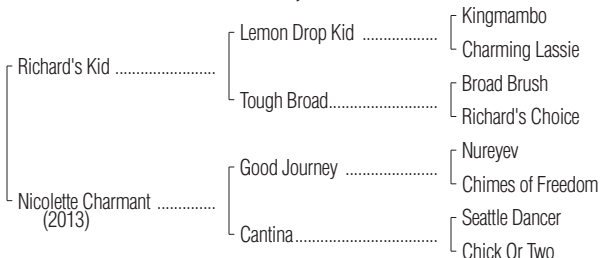 Kingmambo
Lemon Drop Kid ..................
Charming Lassie
Richard's Kid ........................
Broad Brush
Tough Broad..........................
Richard's Choice
Nureyev
Good Journey ......................
Chimes of Freedom
Nicolette Charmant ..............
(2013)
Seattle Dancer
Cantina..................................
Chick Or Two